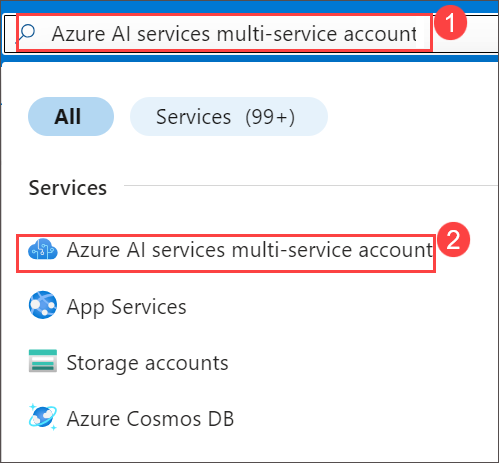 Azure AI services multi-service account
1
All
Services (99+)
Services
Azure AI services multi-service account
2
App Services
Storage accounts
Azure Cosmos DB